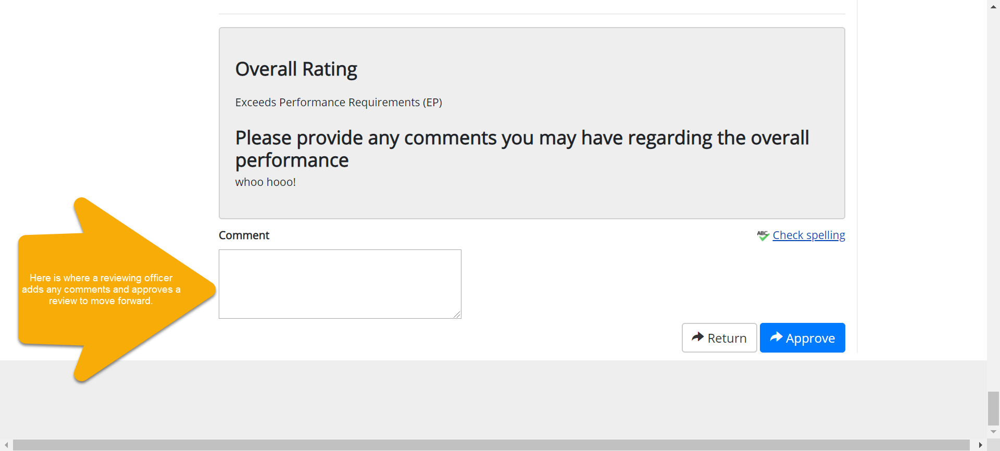 Overall Rating
Exceeds Performance Requirements (EP)
Please provide any comments you may have regarding the overall
performance
whoo hooo!
Comment
ABC Check spelling
Here is where a reviewing officer
adds any comments and approves a
review to move forward.
Return
Approve